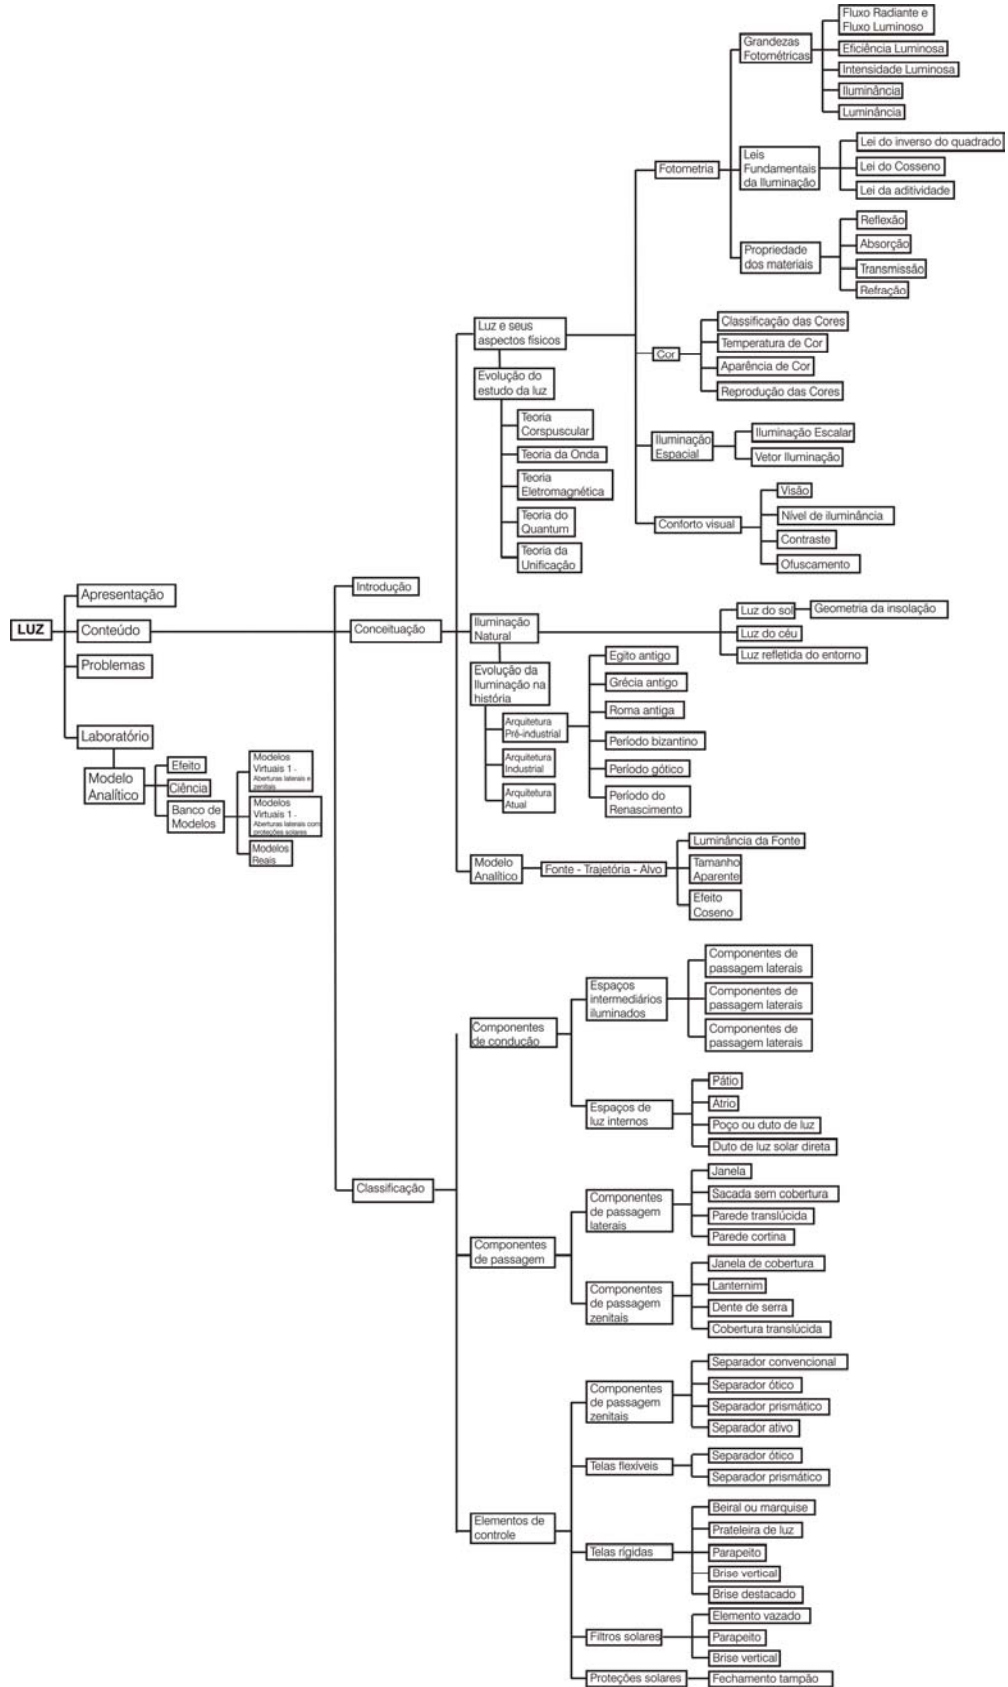 Fluxo Radiante e
Fluxo Luminoso
Grandezas
Fotométricas
Eficiência Luminosa
Intensidade Luminosa
Iluminância
Luminância
Fotometria
Leis
Fundamentais
da Iluminação
Lei do inverso do quadrado
Lei do Cosseno
Lei da aditividade
Propriedade
dos materiais
Reflexão
Absorção
Transmissão
Refração
Luz e seus
aspectos físicos
Cor
Classificação das Cores
Temperatura de Cor
Aparência de Cor
Reprodução das Cores
Evolução do
estudo da luz
Teoria
Corspuscular
Teoria da Onda
Teoria
Eletromagnética
Teoria do
Quantum
Teoria da
Unificação
Iluminação
Espacial
Iluminação Escalar
Vetor Iluminação
Conforto visual
Visão
Nível de iluminância
Contraste
Ofuscamento
LUZ
Apresentação
Conteúdo
Problemas
Laboratório
Modelo
Analítico
Efeito
Ciência
Banco de
Modelos
Modelos
Virtuais 1 -
Aberturas laterais e
zenitais
Modelos
Virtuais 1 -
Aberturas laterais com
proteções solares
Modelos
Reais
Introdução
Conceituação
Iluminação
Natural
Luz do sol
Geometria da insolação
Luz do céu
Luz refletida do entorno
Evolução da
Iluminação na
história
Arquitetura
Pré-industrial
Arquitetura
Industrial
Arquitetura
Atual
Egito antigo
Grécia antigo
Roma antiga
Período bizantino
Período gótico
Período do
Renascimento
Modelo
Analítico
Fonte - Trajetória - Alvo
Luminância da Fonte
Tamanho
Aparente
Efeito
Coseno
Classificação
Componentes
de condução
Espaços
intermediários
iluminados
Componentes de
passagem laterais
Componentes de
passagem laterais
Componentes de
passagem laterais
Espaços de
luz internos
Pátio
Átrio
Poço ou duto de luz
Duto de luz solar direta
Componentes
de passagem
Componentes
de passagem
laterais
Janela
Sacada sem cobertura
Parede translúcida
Parede cortina
Componentes
de passagem
zenitais
Janela de cobertura
Lanternim
Dente de serra
Cobertura translúcida
Elementos de
controle
Componentes
de passagem
zenitais
Separador convencional
Separador ótico
Separador prismático
Separador ativo
Telas flexíveis
Separador ótico
Separador prismático
Telas rígidas
Beiral ou marquise
Prateleira de luz
Parapeito
Brise vertical
Brise destacado
Filtros solares
Elemento vazado
Parapeito
Brise vertical
Proteções solares
Fechamento tampão